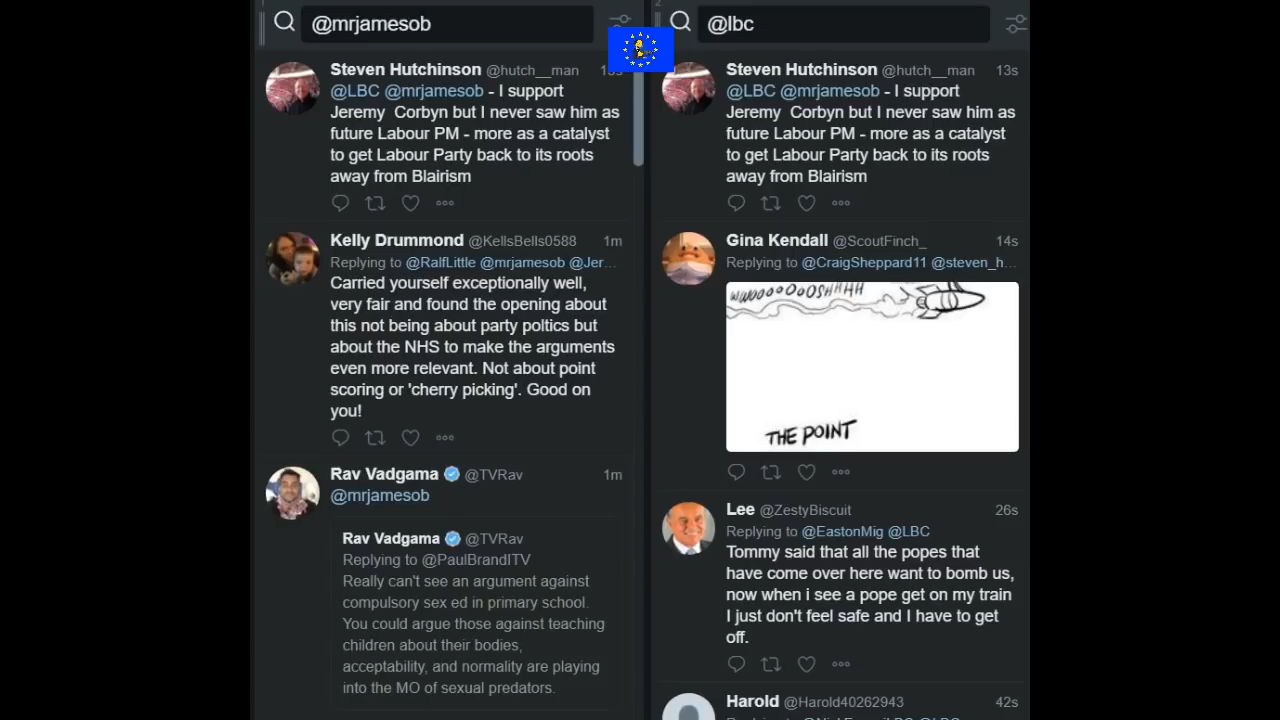 1
@mrjamesob
Steven Hutchinson @hutch__man
@LBC @mrjamesob - I support
Jeremy Corbyn but I never saw him as
future Labour PM - more as a catalyst
to get Labour Party back to its roots
away from Blairism
Kelly Drummond @KellsBells0588 1m
Replying to @RalfLittle @mrjamesob @Jer...
Carried yourself exceptionally well,
very fair and found the opening about
this not being about party poltics but
about the NHS to make the arguments
even more relevant. Not about point
scoring or 'cherry picking'. Good on
you!
Rav Vadgama @TVRav 1m
@mrjamesob
Rav Vadgama @TVRav
Replying to @PaulBrandITV
Really can't see an argument against
compulsory sex ed in primary school.
You could argue those against teaching
children about their bodies,
acceptability, and normality are playing
into the MO of sexual predators.
2
@lbc
Steven Hutchinson @hutch__man 13s
@LBC @mrjamesob - I support
Jeremy Corbyn but I never saw him as
future Labour PM - more as a catalyst
to get Labour Party back to its roots
away from Blairism
Gina Kendall @ScoutFinch_ 14s
Replying to @CraigSheppard11 @steven_h...
WWOOOOOOOSHHHH
THE POINT
Lee @ZestyBiscuit 26s
Replying to @EastonMig @LBC
Tommy said that all the popes that
have come over here want to bomb us,
now when i see a pope get on my train
I just don't feel safe and I have to get
off.
Harold @Harold40262943 42s